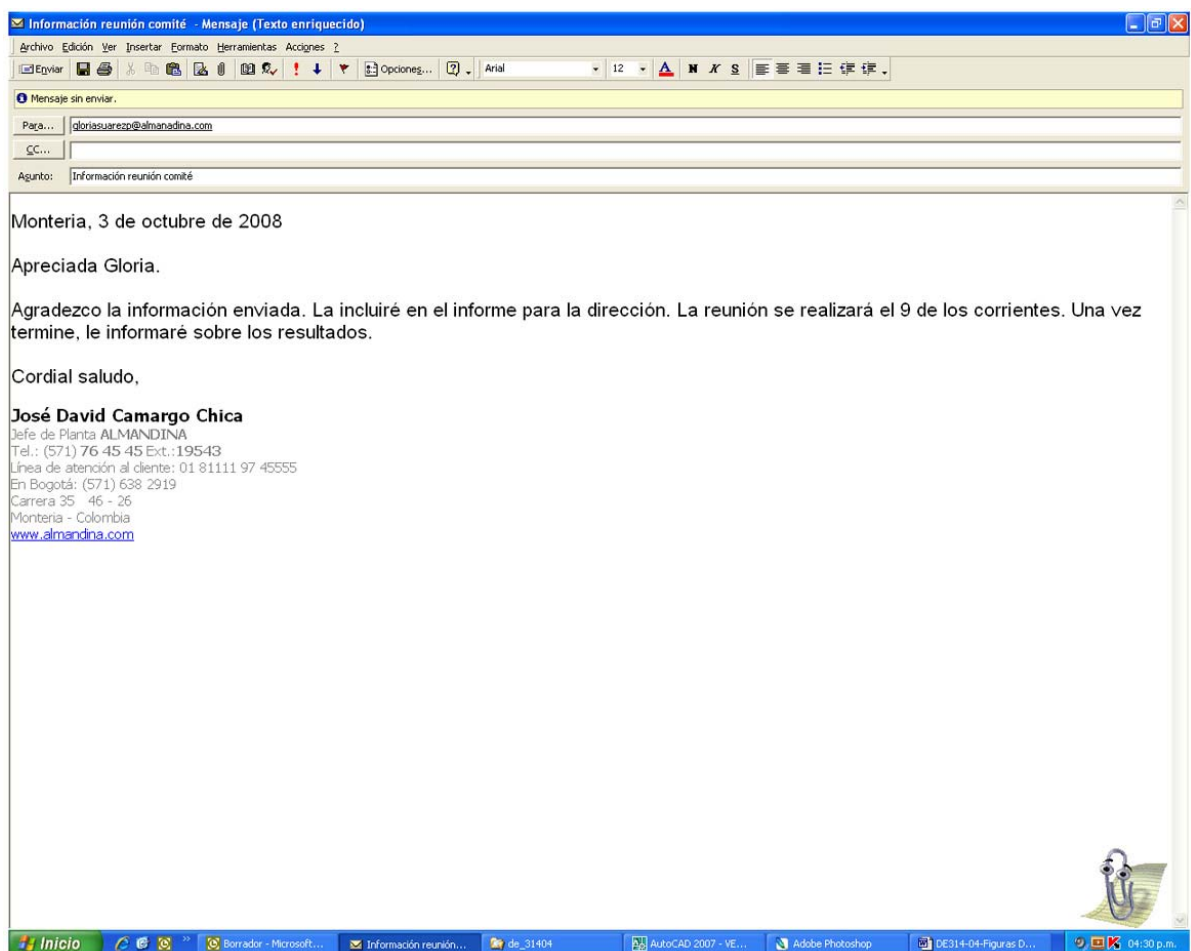 Información reunión comité - Mensaje (Texto enriquecido)
Archivo Edición Ver Insertar Formato Herramientas Acciones ?
Enviar Opciones... Arial 12 N K S
Mensaje sin enviar.
Para... gloriasuarezp@almanadina.com
CC...
Asunto: Información reunión comité
Monteria, 3 de octubre de 2008
Apreciada Gloria.
Agradezco la información enviada. La incluiré en el informe para la dirección. La reunión se realizará el 9 de los corrientes. Una vez
termine, le informaré sobre los resultados.
Cordial saludo,
José David Camargo Chica
Jefe de Planta ALMANDINA
Tel.: (571) 76 45 45 Ext.:19543
Línea de atención al cliente: 01 81111 97 45555
En Bogotá: (571) 638 2919
Carrera 35 46 - 26
Monteria - Colombia
www.almandina.com
Inicio Borrador - Microsoft... Información reunión... de_31404 AutoCAD 2007 - VE... Adobe Photoshop DE314-04-Figuras D... 04:30 p.m.